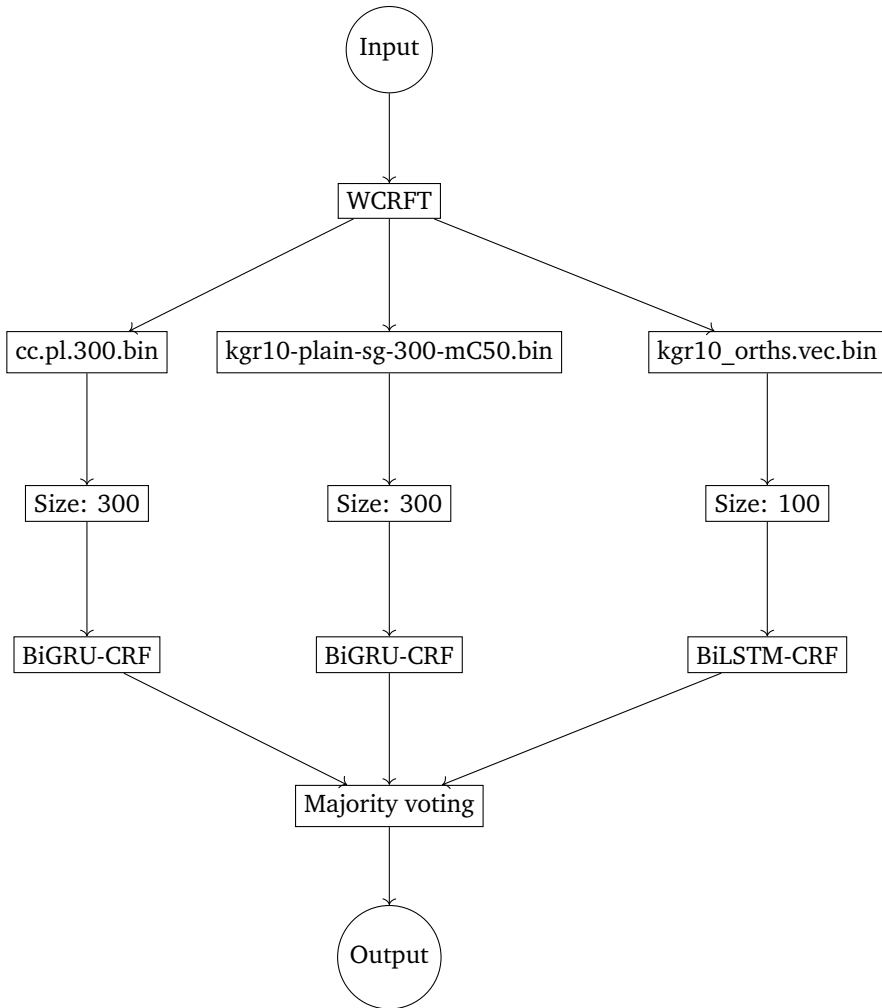 Input
WCRFT
cc.pl.300.bin
kgr10-plain-sg-300-mC50.bin
kgr10_orths.vec.bin
Size: 300
Size: 300
Size: 100
BiGRU-CRF
BiGRU-CRF
BiLSTM-CRF
Majority voting
Output